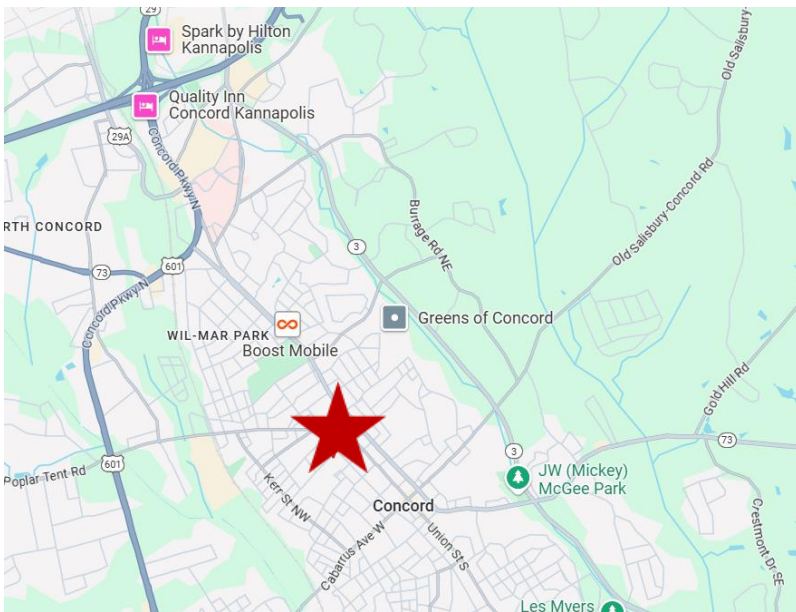 Spark by Hilton
Kannapolis
Quality Inn
Concord Kannapolis
29
29A
Concord Pkwy N
Old Salisbury
Old Salisbury Concord Rd
Burrage Rd NE
RTH CONCORD
3
73
601
Concord Pkwy N
Greens of Concord
WIL-MAR PARK
Boost Mobile
Gold Hill Rd
73
3
601
Poplar Tent Rd
JW (Mickey)
McGee Park
Kerr St NW
Concord
Union St S
Cabarrus Ave W
Crestmont Dr SE
Les Myers